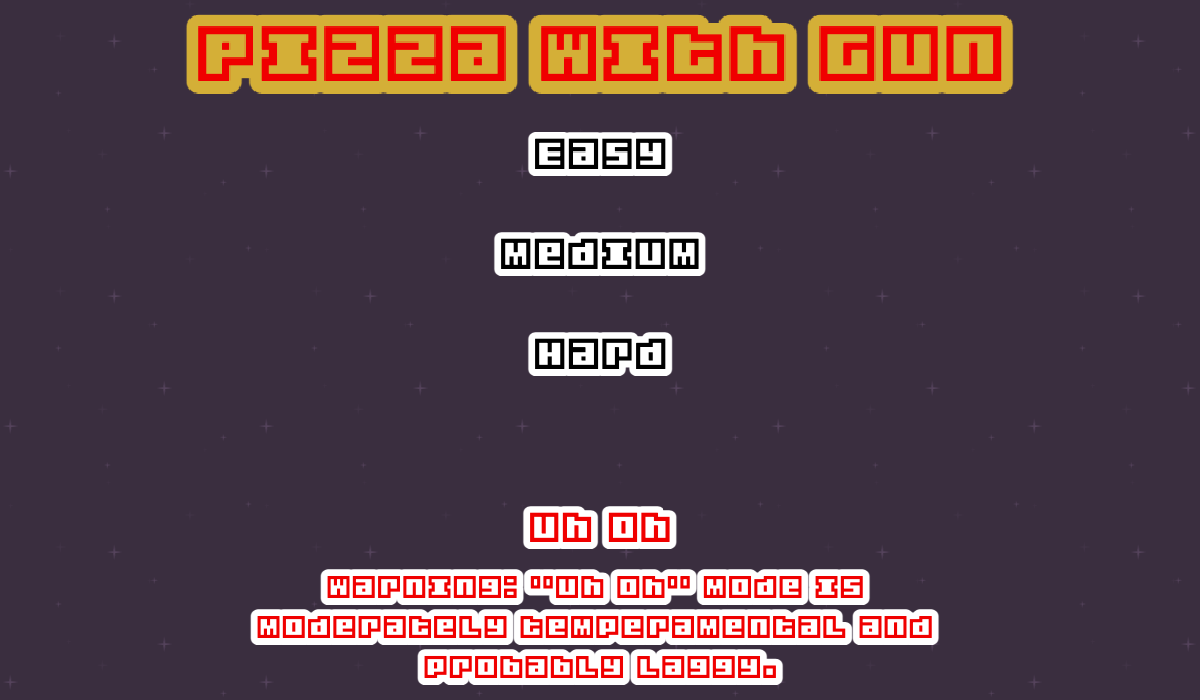 Pizza With Gun
Easy
Medium
Hard
Uh Oh
Warning: "Uh Oh" mode is
moderately temperamental and
probably laggy.